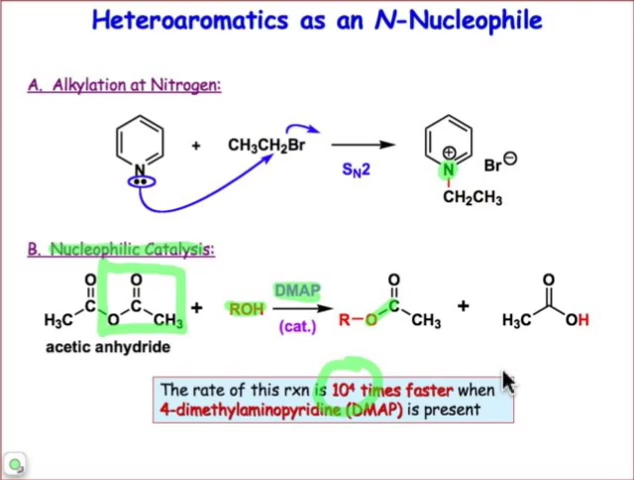 Heteroaromatics as an N-Nucleophile
A. Alkylation at Nitrogen:
N
+
CH₃CH₂Br
SN2
⊕
N
Br⊖
CH₂CH₃
B. Nucleophilic Catalysis:
O O
C C
H₃C O CH₃
acetic anhydride
+
ROH
DMAP
(cat.)
O
R-O C
CH₃
+
O
H₃C OH
The rate of this rxn is 10⁴ times faster when
4-dimethylaminopyridine (DMAP) is present